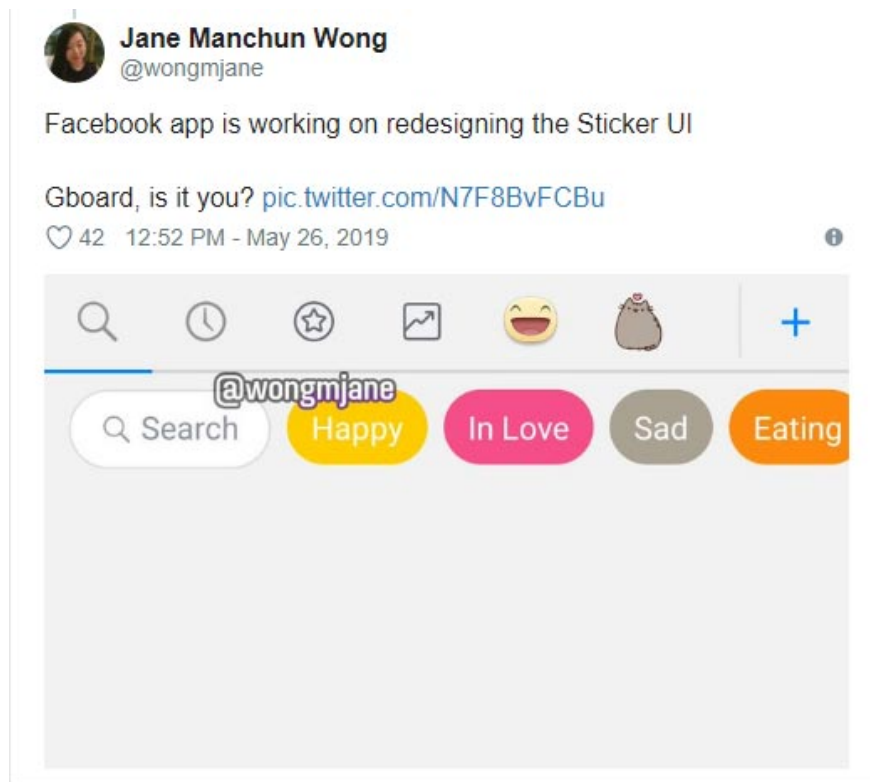 Jane Manchun Wong
@wongmjane
Facebook app is working on redesigning the Sticker UI
Gboard, is it you? pic.twitter.com/N7F8BvFCBu
42 12:52 PM - May 26, 2019
@wongmjane
Search Happy In Love Sad Eating